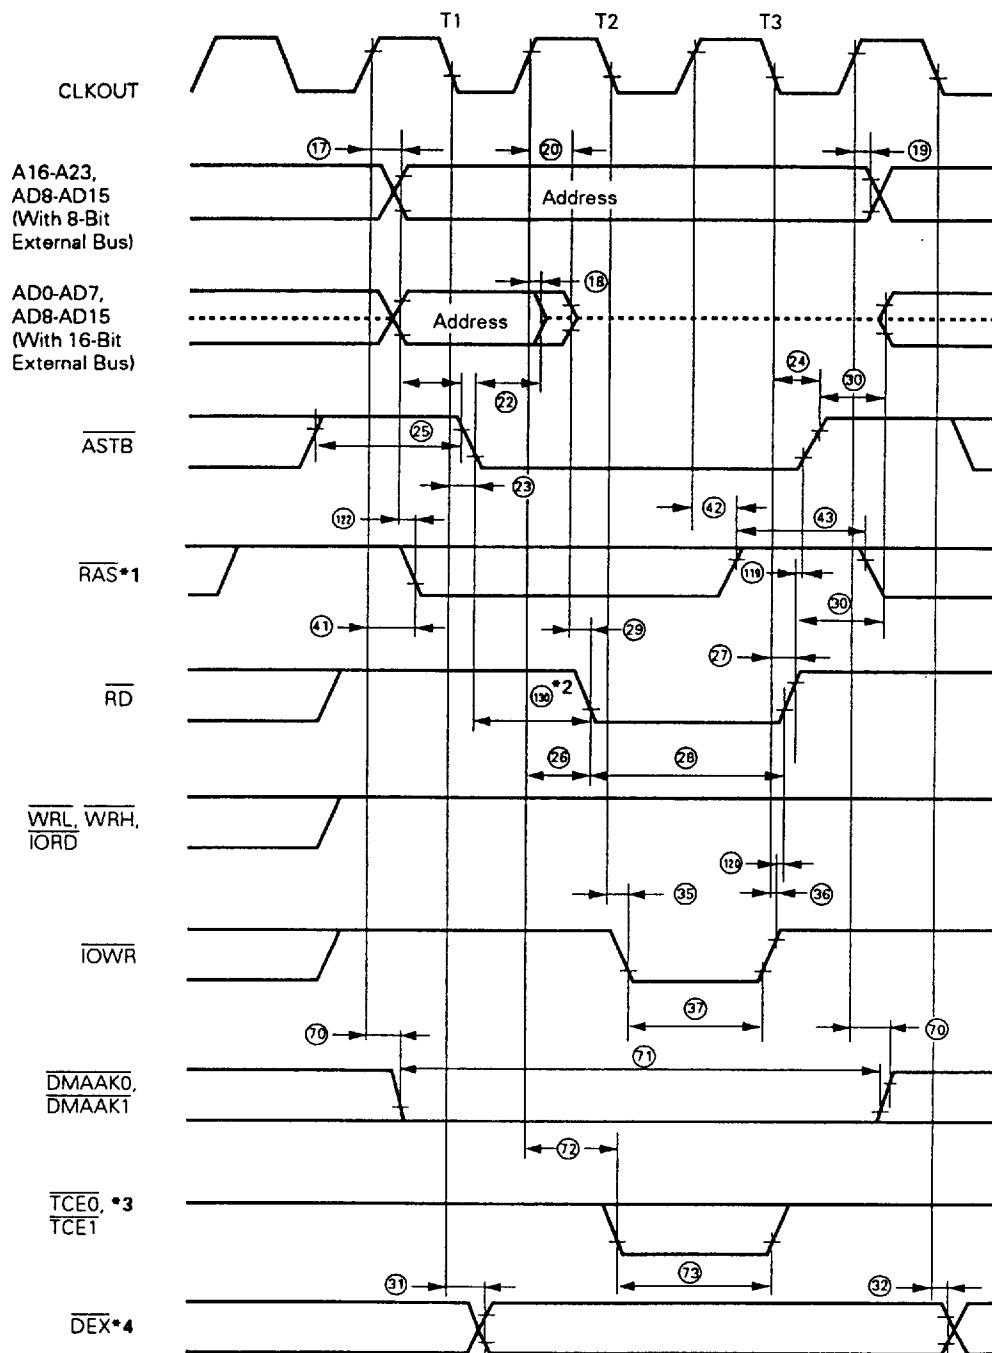 T1 T2 T3
CLKOUT
⑰ ⑳ ⑲
A16-A23,
AD8-AD15
(With 8-Bit
External Bus)
Address
⑱
AD0-AD7,
AD8-AD15
(With 16-Bit
External Bus)
Address
㉔ ㉚
㉒
ASTB
㉕
㉓
(122) ㊷ ㊸
RAS*1
(119)
㉚
㊶ ㉙
㉗
RD
(130)*2
㉖ ㉘
WRL, WRH,
IORD
(120)
㉟ ㊱
IOWR
㊲
(70) (70)
(71)
DMAAK0,
DMAAK1
(72)
TCE0, *3
TCE1
(73)
㉛ ㉜
DEX*4